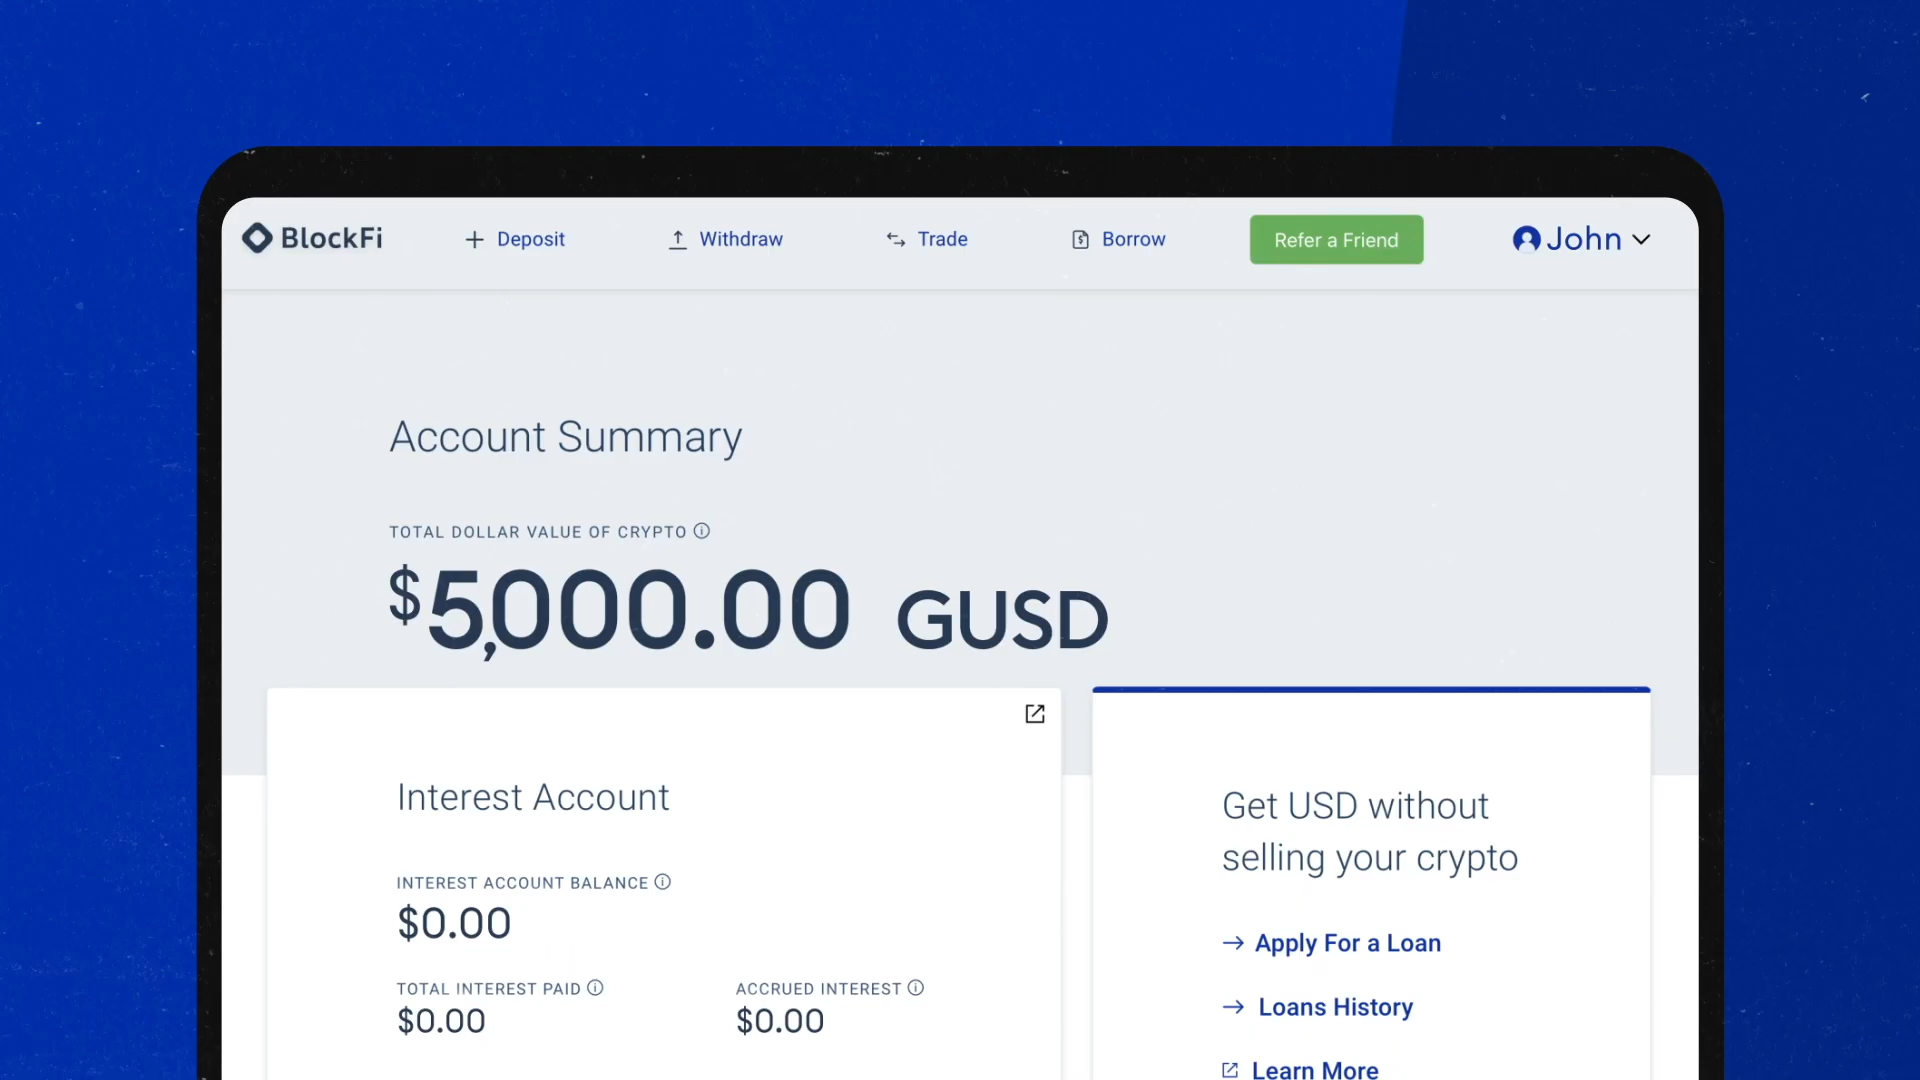 BlockFi
Deposit
Withdraw
Trade
Borrow
Refer a Friend
John
Account Summary
TOTAL DOLLAR VALUE OF CRYPTO
$5,000.00 GUSD
Interest Account
INTEREST ACCOUNT BALANCE
$0.00
TOTAL INTEREST PAID
$0.00
ACCRUED INTEREST
$0.00
Get USD without
selling your crypto
Apply For a Loan
Loans History
Learn More